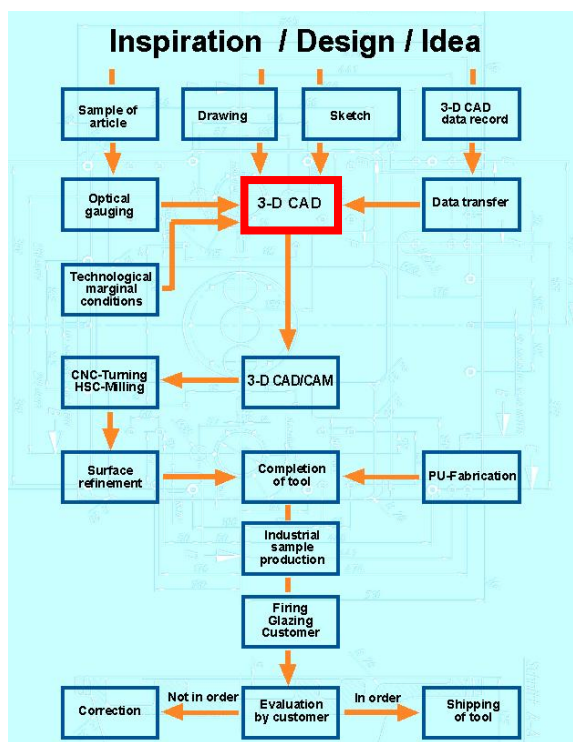 Inspiration / Design / Idea
Sample of
article
Drawing
Sketch
3-D CAD
data record
Optical
gauging
3-D CAD
Data transfer
Technological
marginal
conditions
CNC-Turning
HSC-Milling
3-D CAD/CAM
Surface
refinement
Completion
of tool
PU-Fabrication
Industrial
sample
production
Firing
Glazing
Customer
Not in order
In order
Correction
Evaluation
by customer
Shipping
of tool